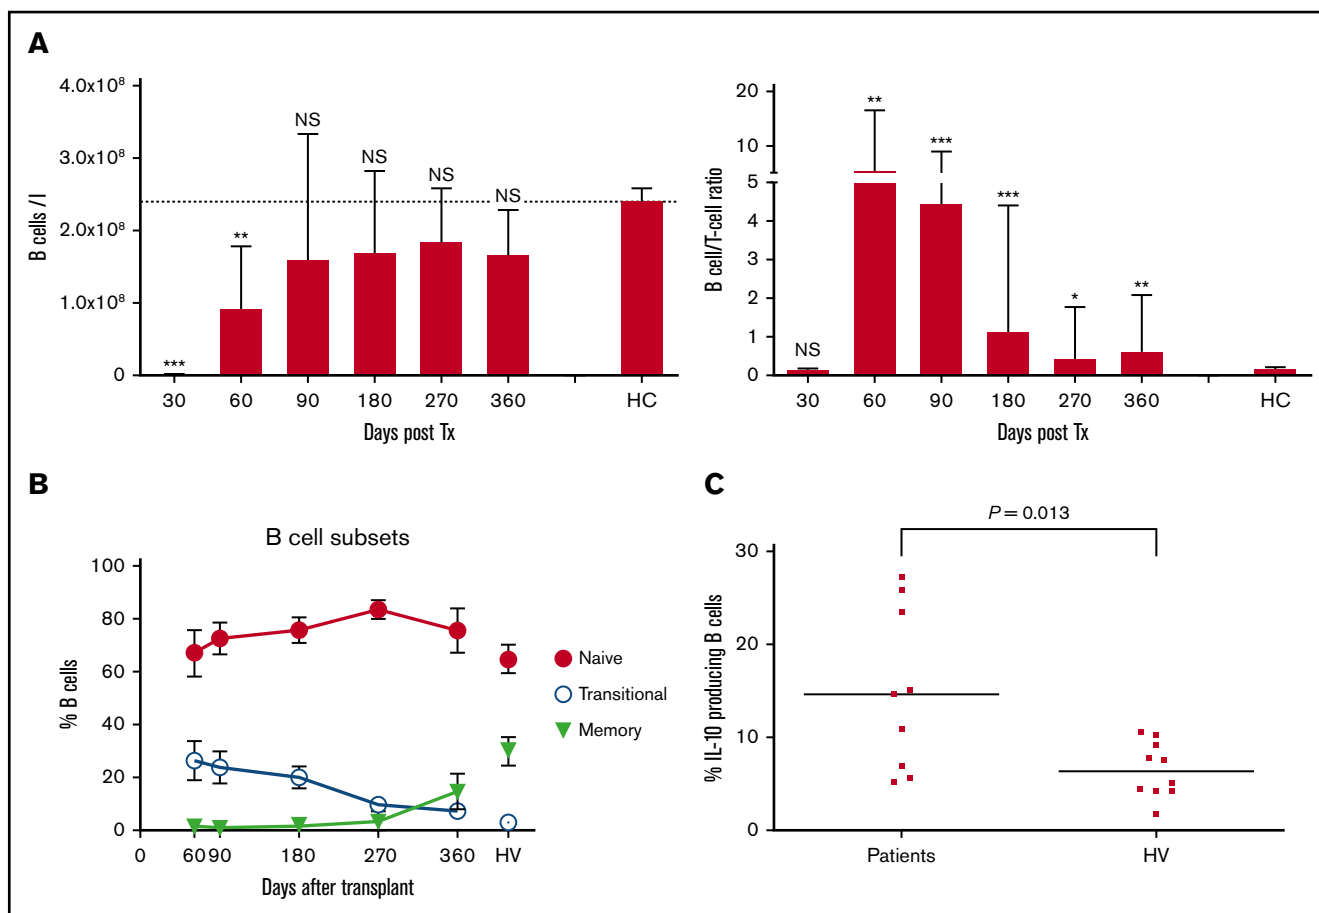 A
4.0x10⁸
3.0x10⁸
2.0x10⁸
1.0x10⁸
0
B cells /l
*** ** NS NS NS NS
30 60 90 180 270 360 HC
Days post Tx
20
10
5
4
3
2
1
0
B cell/T-cell ratio
NS ** *** *** * **
30 60 90 180 270 360 HC
Days post Tx
B
B cell subsets
100
80
60
40
20
0
% B cells
0 60 90 180 270 360 HV
Days after transplant
Naive
Transitional
Memory
C
P = 0.013
30
20
10
0
% IL-10 producing B cells
Patients HV